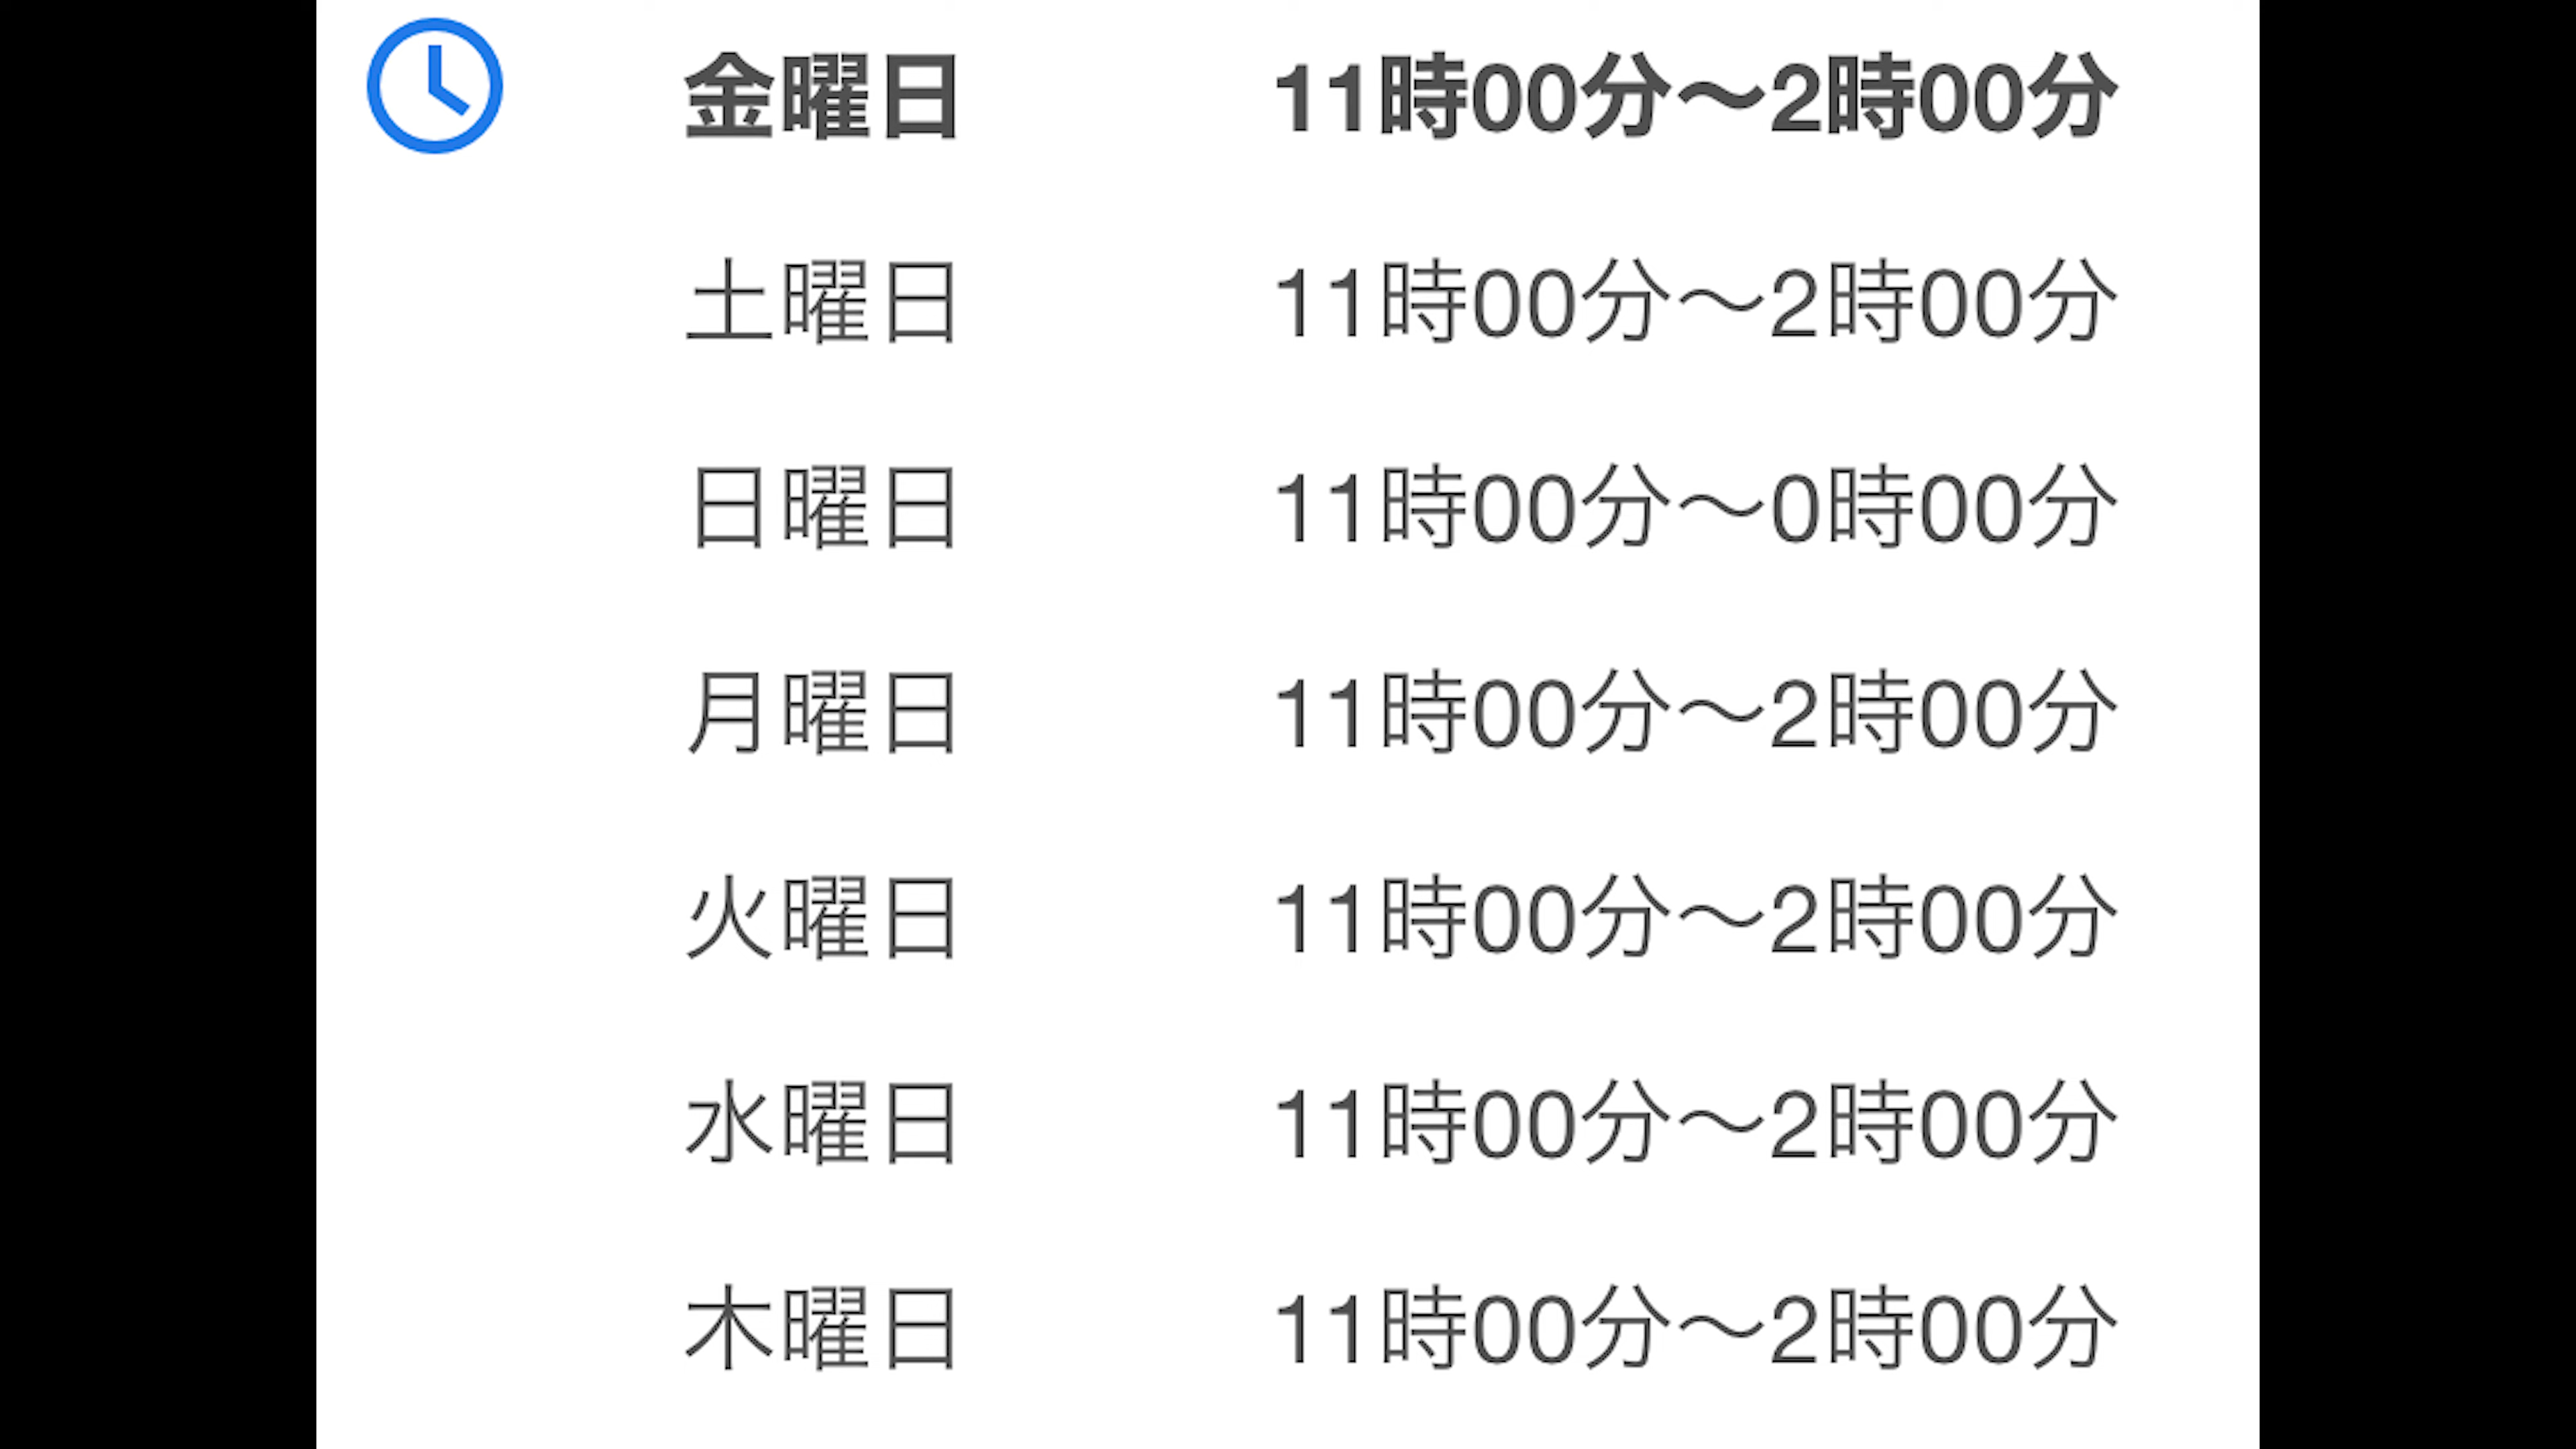 金曜日 11時00分～2時00分
土曜日 11時00分～2時00分
日曜日 11時00分～0時00分
月曜日 11時00分～2時00分
火曜日 11時00分～2時00分
水曜日 11時00分～2時00分
木曜日 11時00分～2時00分